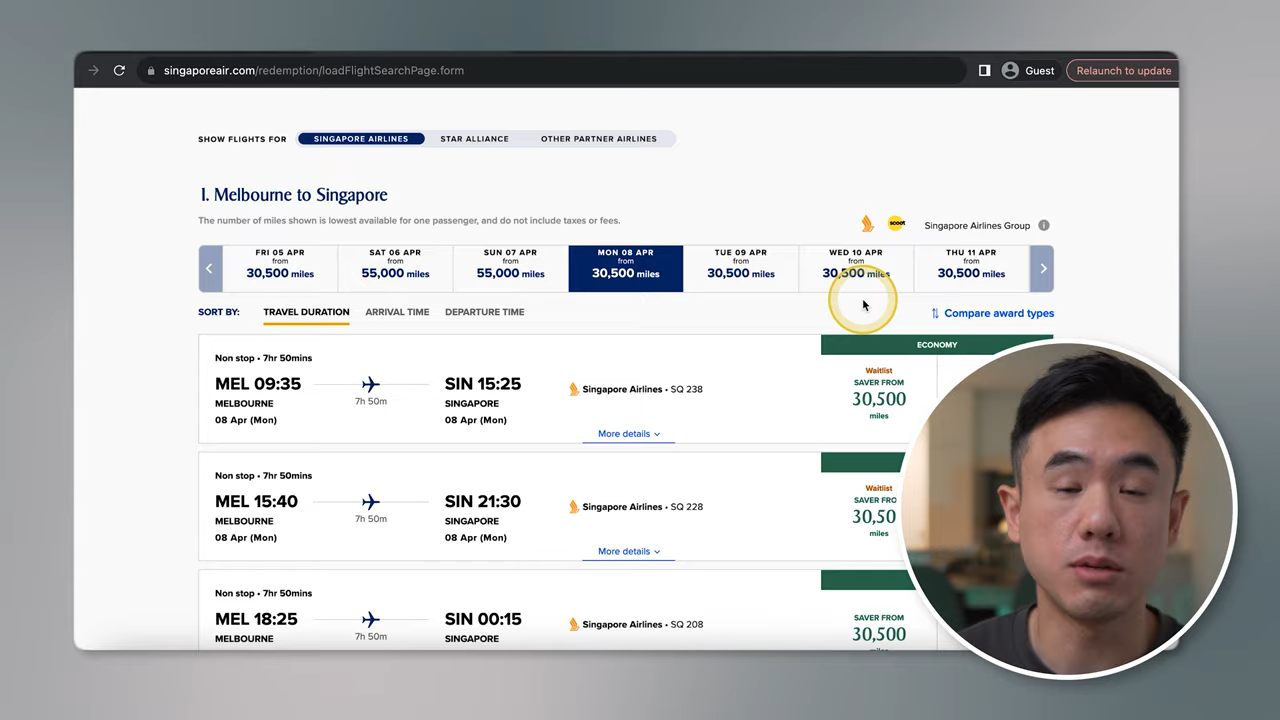 singaporeair.com/redemption/loadFlightSearchPage.form Guest Relaunch to update
SHOW FLIGHTS FOR SINGAPORE AIRLINES STAR ALLIANCE OTHER PARTNER AIRLINES
1. Melbourne to Singapore
The number of miles shown is lowest available for one passenger, and do not include taxes or fees.
scoot Singapore Airlines Group i
FRI 05 APR SAT 06 APR SUN 07 APR MON 08 APR TUE 09 APR WED 10 APR THU 11 APR
from from from from from from from
30,500 miles 55,000 miles 55,000 miles 30,500 miles 30,500 miles 30,500 miles 30,500 miles
SORT BY: TRAVEL DURATION ARRIVAL TIME DEPARTURE TIME Compare award types
ECONOMY
Non stop • 7hr 50mins
Waitlist
MEL 09:35 SIN 15:25 Singapore Airlines • SQ 238 SAVER FROM
7h 50m 30,500
MELBOURNE SINGAPORE miles
08 Apr (Mon) 08 Apr (Mon)
More details
Non stop • 7hr 50mins
Waitlist
MEL 15:40 SIN 21:30 Singapore Airlines • SQ 228 SAVER FRO
7h 50m 30,50
MELBOURNE SINGAPORE miles
08 Apr (Mon) 08 Apr (Mon)
More details
Non stop • 7hr 50mins
MEL 18:25 SIN 00:15 Singapore Airlines • SQ 208 SAVER FROM
7h 50m 30,500
MELBOURNE SINGAPORE